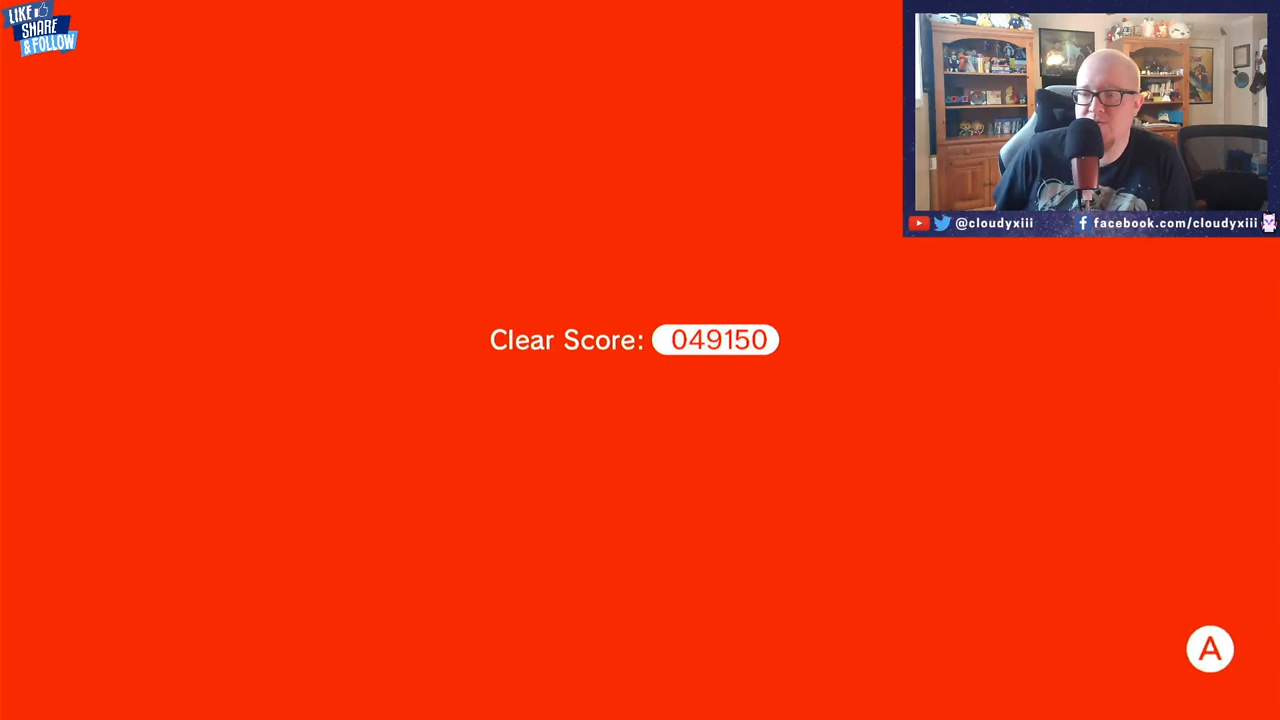 LIKE
SHARE
& FOLLOW
@cloudyxiii
facebook.com/cloudyxiii
Clear Score: 049150
A